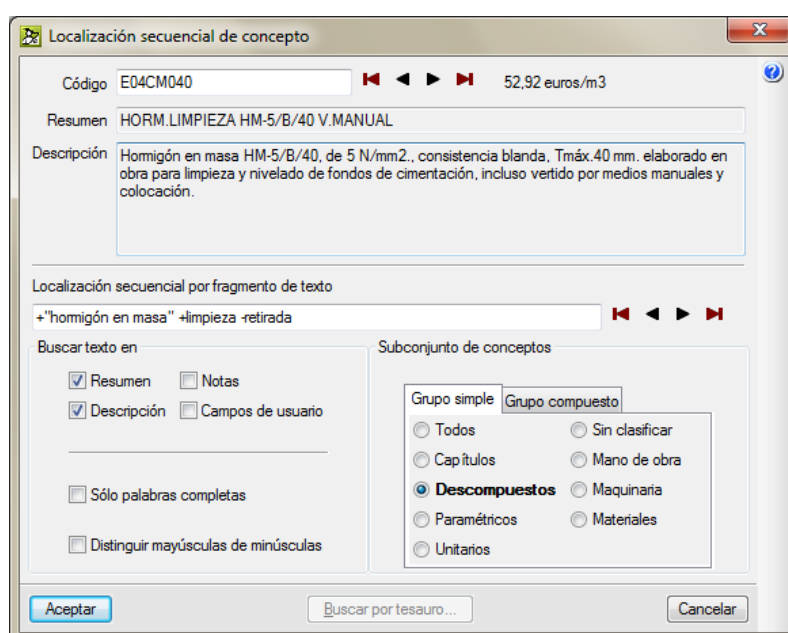 Localización secuencial de concepto
Código E04CM040 52,92 euros/m3
Resumen HORM.LIMPIEZA HM-5/B/40 V.MANUAL
Descripción Hormigón en masa HM-5/B/40, de 5 N/mm2., consistencia blanda, Tmáx.40 mm. elaborado en
obra para limpieza y nivelado de fondos de cimentación, incluso vertido por medios manuales y
colocación.
Localización secuencial por fragmento de texto
+"hormigón en masa" +limpieza -retirada
Buscar texto en
Resumen Notas
Descripción Campos de usuario
Sólo palabras completas
Distinguir mayúsculas de minúsculas
Subconjunto de conceptos
Grupo simple Grupo compuesto
Todos Sin clasificar
Capítulos Mano de obra
Descompuestos Maquinaria
Paramétricos Materiales
Unitarios
Aceptar Buscar por tesauro... Cancelar